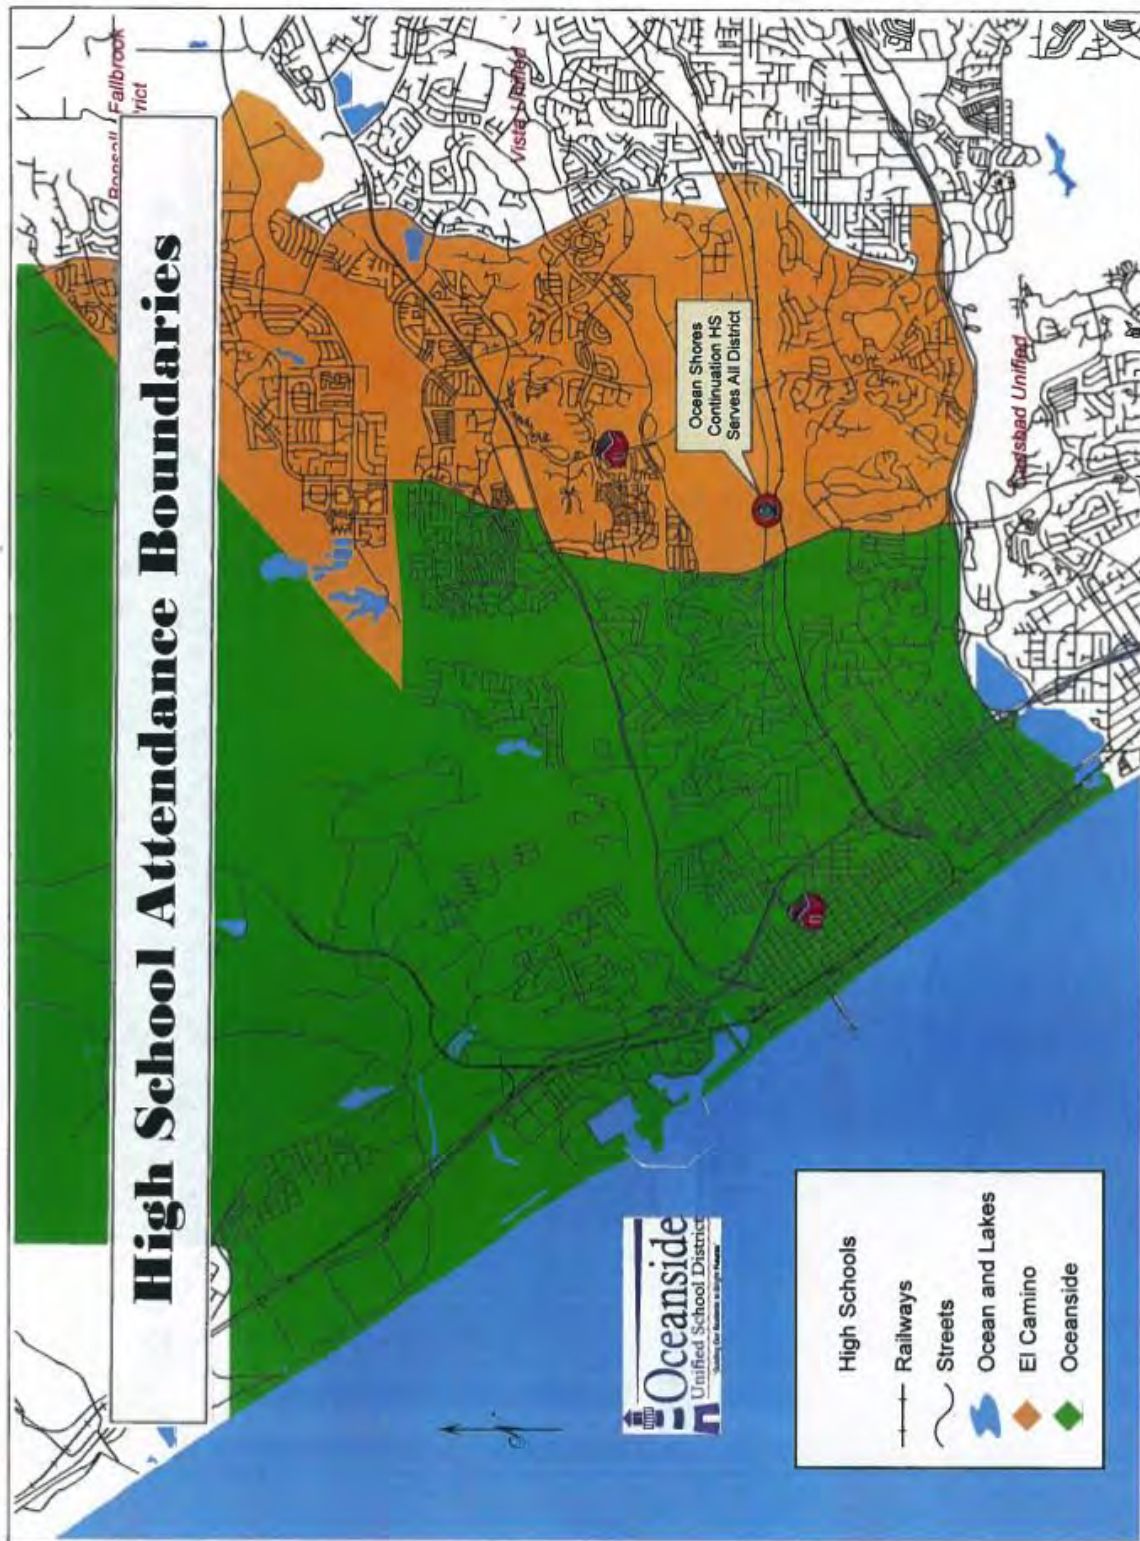 High School Attendance Boundaries
Fallbrook
Vista Unified
Ocean Shores
Continuation HS
Serves All District
Unified
Oceanside
Unified School District
High Schools
Railways
Streets
Ocean and Lakes
El Camino
Oceanside